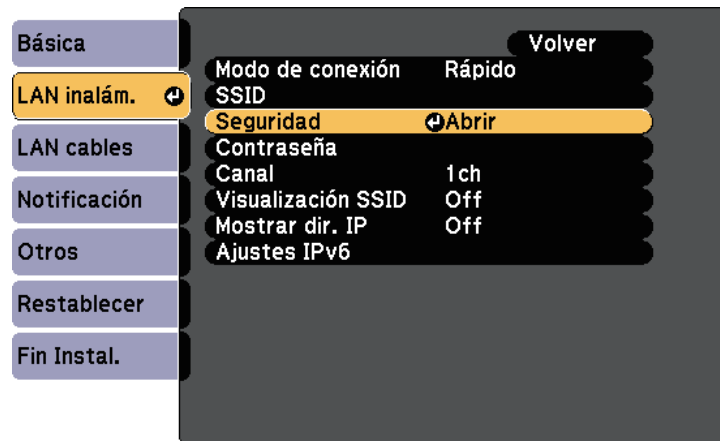 Básica
LAN inalám.
LAN cables
Notificación
Otros
Restablecer
Fin Instal.
Volver
Modo de conexión Rápido
SSID
Seguridad Abrir
Contraseña
Canal 1ch
Visualización SSID Off
Mostrar dir. IP Off
Ajustes IPv6